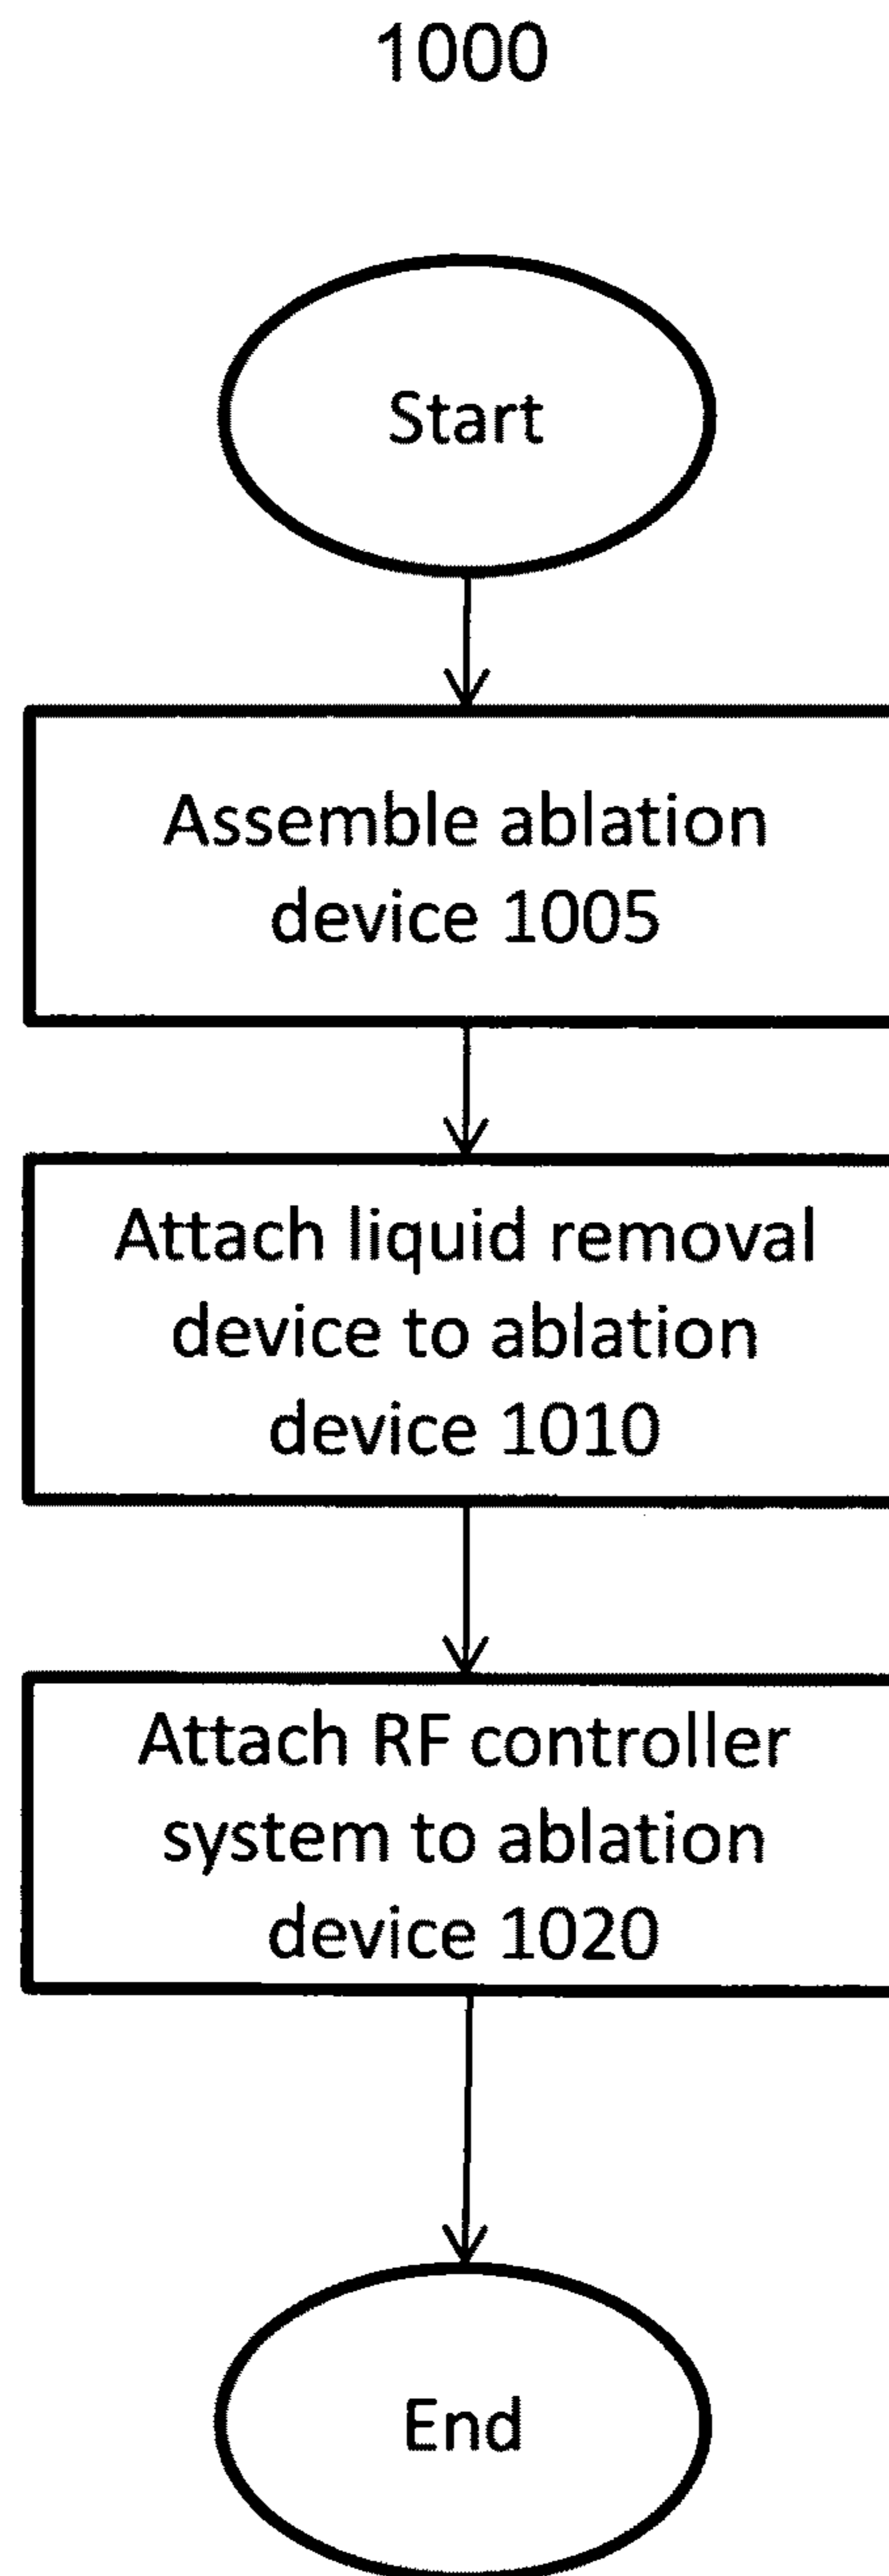 1000
Start
Assemble ablation
device 1005
Attach liquid removal
device to ablation
device 1010
Attach RF controller
system to ablation
device 1020
End